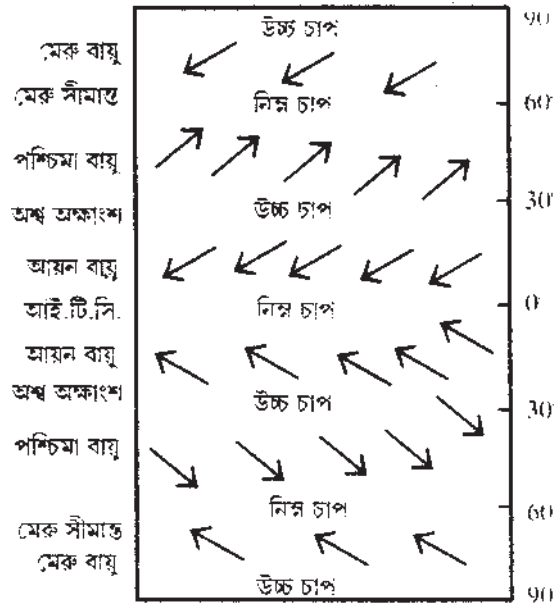 উচ্চ চাপ 90°
মেরু বায়ু
মেরু সীমান্ত নিম্ন চাপ 60°
পশ্চিমা বায়ু
অশ্ব অক্ষাংশ উচ্চ চাপ 30°
আয়ন বায়ু
আই.টি.সি. নিম্ন চাপ 0°
আয়ন বায়ু
অশ্ব অক্ষাংশ উচ্চ চাপ 30°
পশ্চিমা বায়ু
নিম্ন চাপ 60°
মেরু সীমান্ত
মেরু বায়ু
উচ্চ চাপ 90°